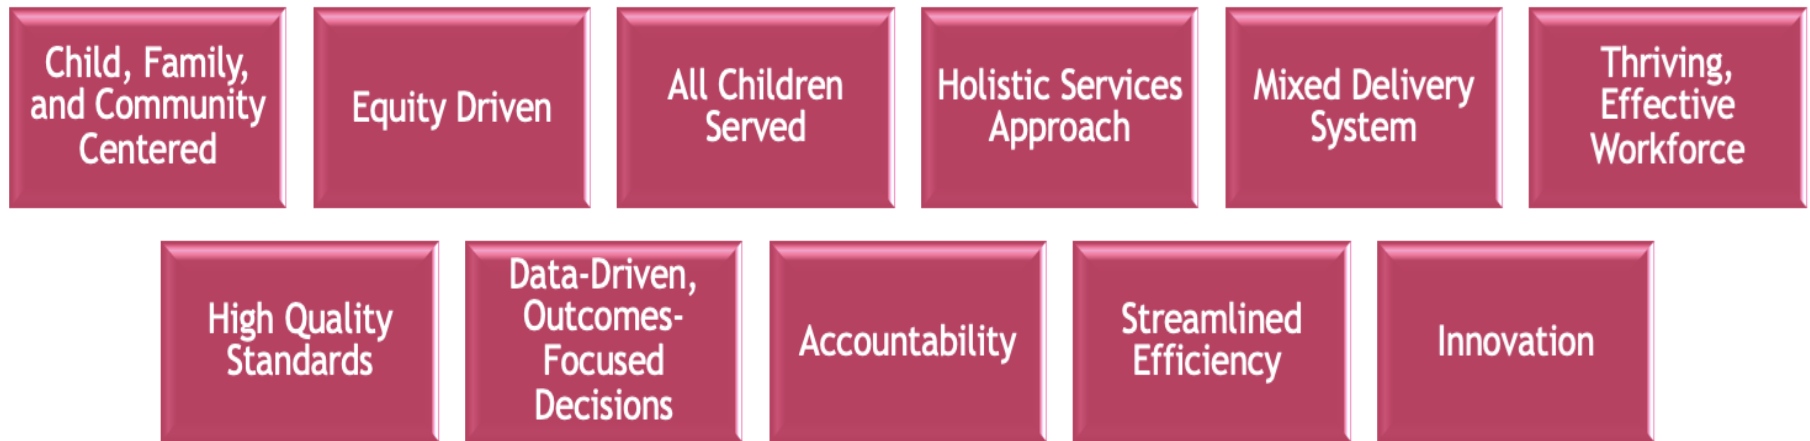 Child, Family,
and Community
Centered
Equity Driven
All Children
Served
Holistic Services
Approach
Mixed Delivery
System
Thriving,
Effective
Workforce
High Quality
Standards
Data-Driven,
Outcomes-
Focused
Decisions
Accountability
Streamlined
Efficiency
Innovation